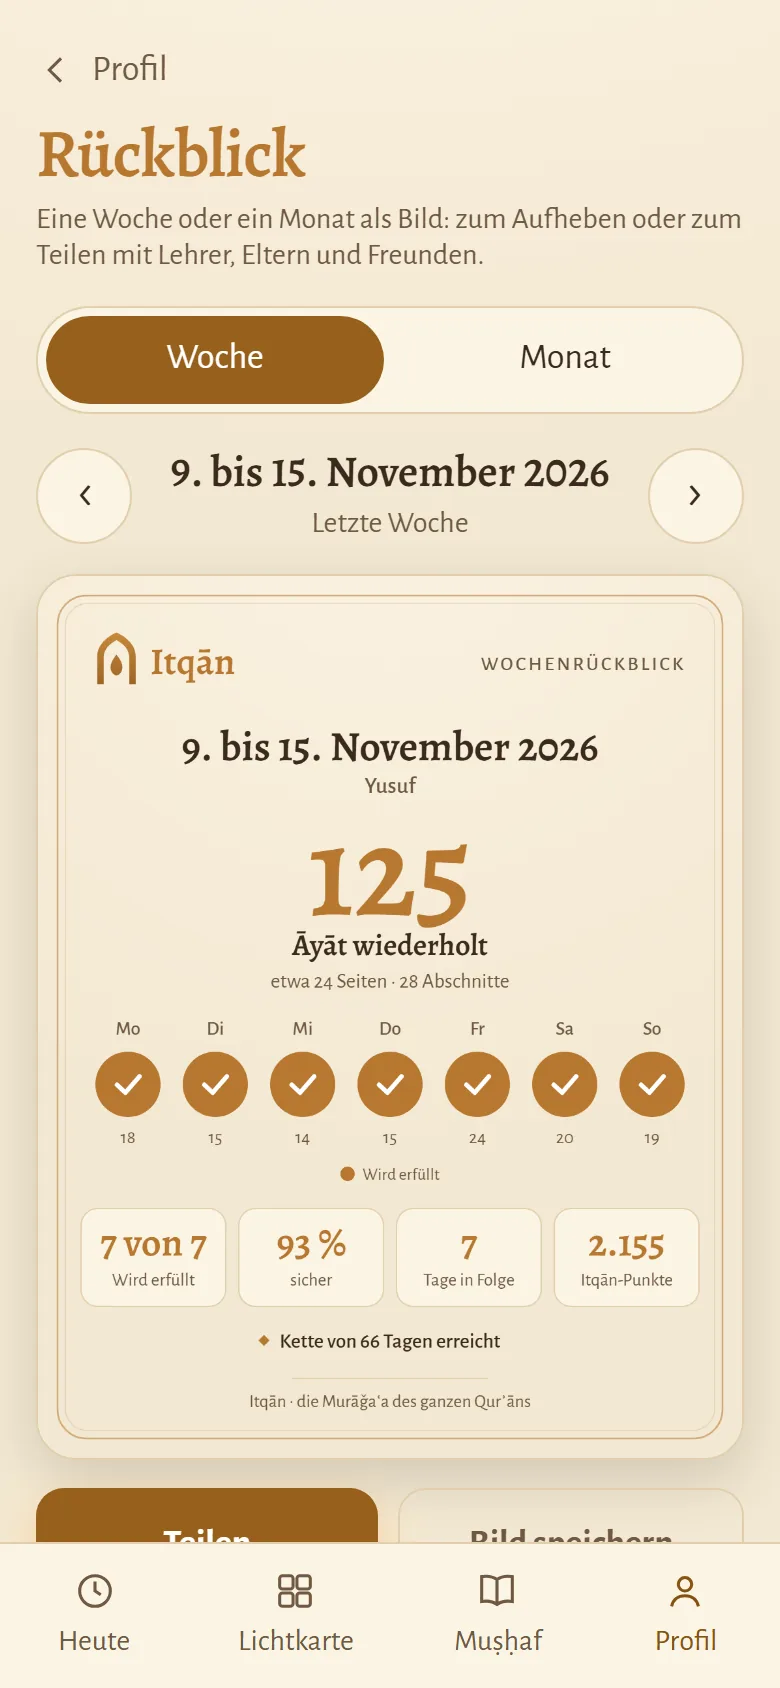 Profil
Rückblick
Eine Woche oder ein Monat als Bild: zum Aufheben oder zum
Teilen mit Lehrer, Eltern und Freunden.
Woche Monat
9. bis 15. November 2026
Letzte Woche
Itqān WOCHENRÜCKBLICK
9. bis 15. November 2026
Yusuf
125
Āyāt wiederholt
etwa 24 Seiten · 28 Abschnitte
Mo Di Mi Do Fr Sa So
18 15 14 15 24 20 19
Wird erfüllt
7 von 7 93 % 7 2.155
Wird erfüllt sicher Tage in Folge Itqān-Punkte
Kette von 66 Tagen erreicht
Itqān · die Murāǧaʿa des ganzen Qurʾāns
Teilen Bild speichern
Heute Lichtkarte Muṣḥaf Profil